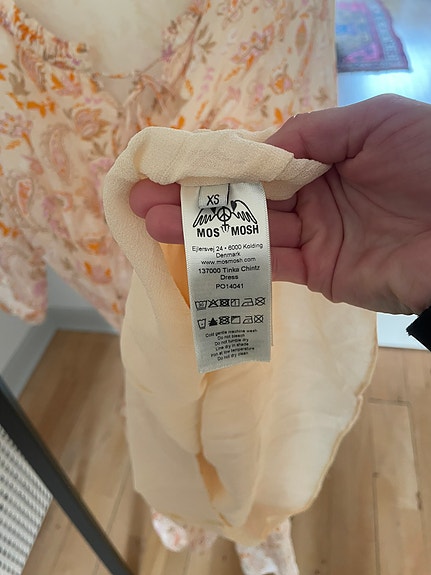 XS
MOS MOSH
Ejlersvej 24 • 6000 Kolding
Denmark
www.mosmosh.com
137000 Tinka Chintz
Dress
PO14041
Cold gentle machine wash
Do not bleach
Do not tumble dry
Line dry in shade
Iron at low temperature
Do not dry clean